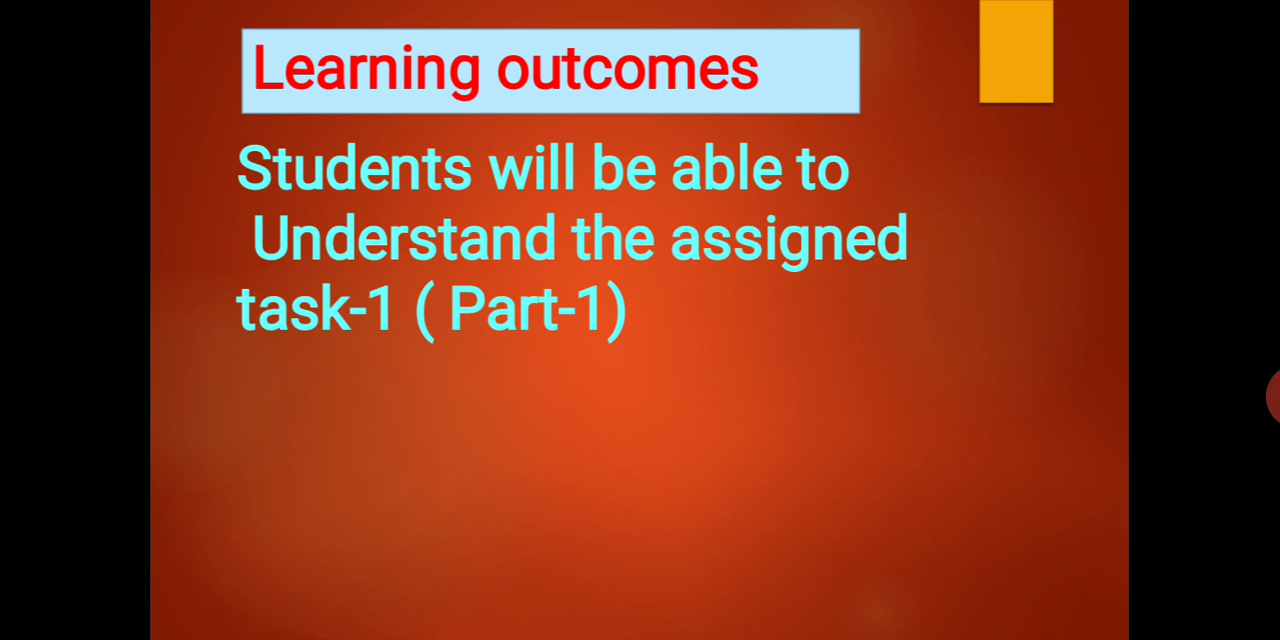 Learning outcomes
Students will be able to
Understand the assigned
task-1 ( Part-1)